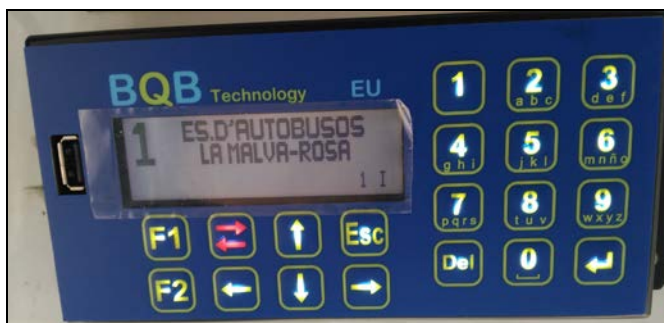 BQB Technology EU
1 ES.D'AUTOBUSOS
LA MALVA-ROSA
1 I
1 2 3
abc def
4 5 6
ghi jkl mnño
7 8 9
pqrs tuv wxyz
F1 Esc Del 0
F2